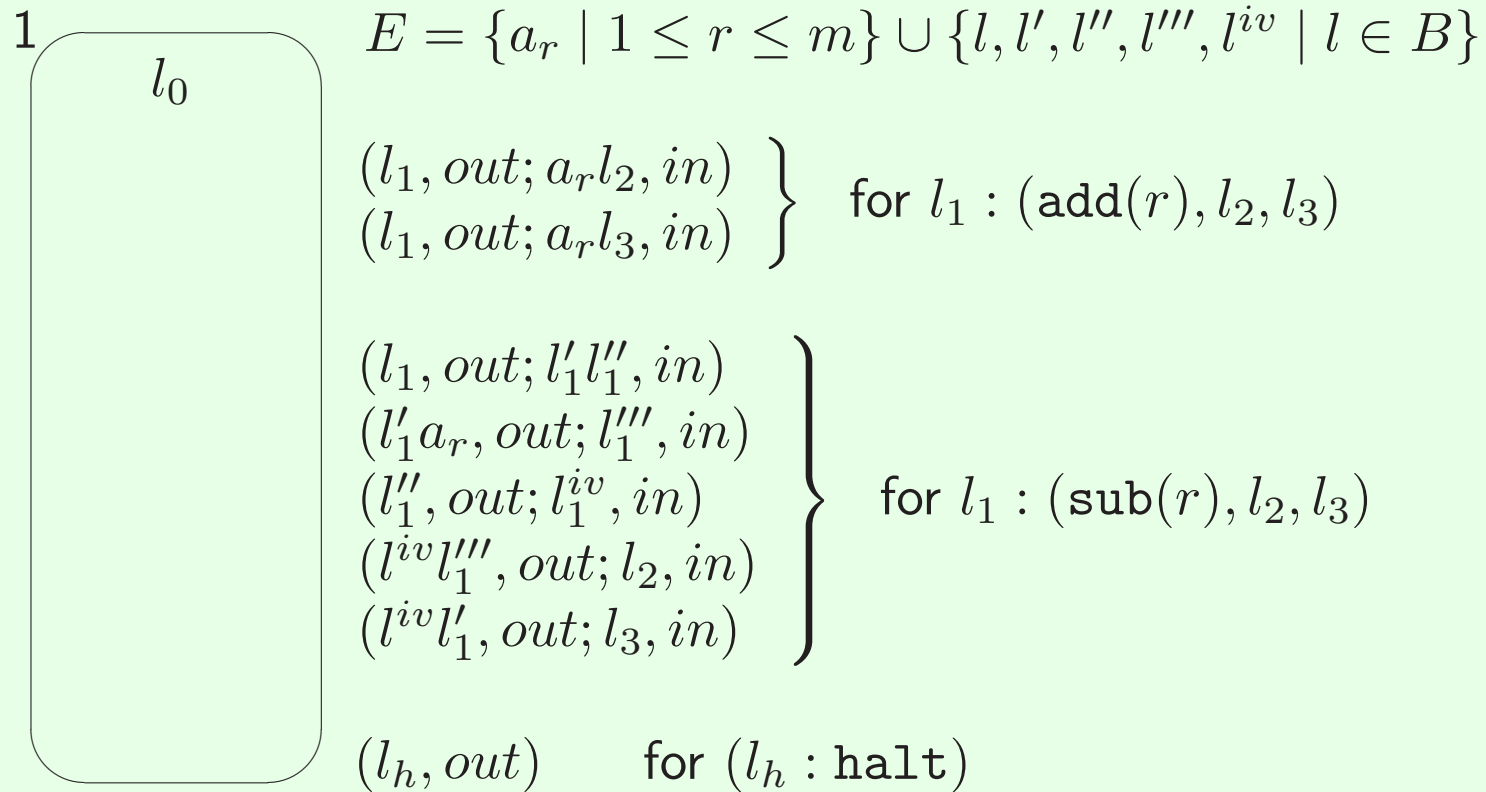 1
E = {a_r | 1 ≤ r ≤ m} ∪ {l, l′, l″, l‴, l^{iv} | l ∈ B}
l_0
(l_1, out; a_r l_2, in)
(l_1, out; a_r l_3, in)
for l_1 : (add(r), l_2, l_3)
(l_1, out; l′_1 l″_1, in)
(l′_1 a_r, out; l‴_1, in)
(l″_1, out; l^{iv}_1, in)
(l^{iv} l‴_1, out; l_2, in)
(l^{iv} l′_1, out; l_3, in)
for l_1 : (sub(r), l_2, l_3)
(l_h, out) for (l_h : halt)